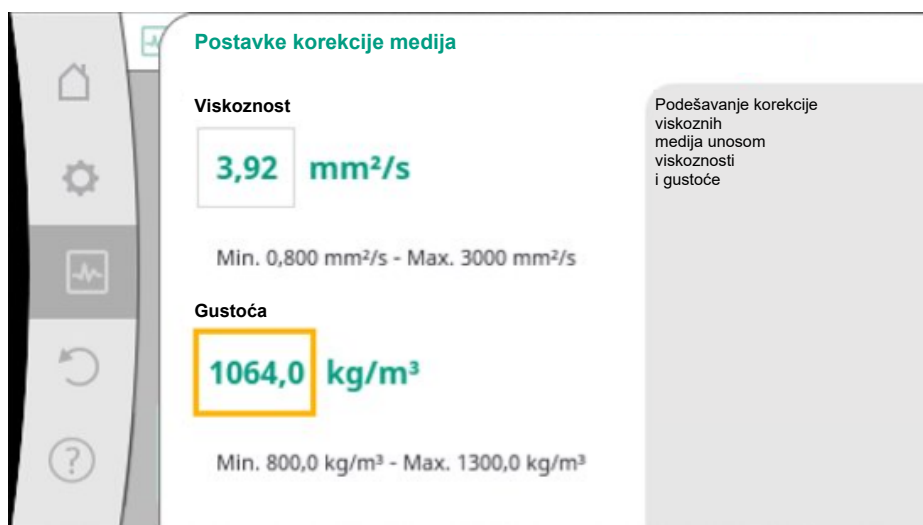 Postavke korekcije medija
Viskoznost
3,92 mm²/s
Min. 0,800 mm²/s - Max. 3000 mm²/s
Gustoća
1064,0 kg/m³
Min. 800,0 kg/m³ - Max. 1300,0 kg/m³
Podešavanje korekcije
viskoznih
medija unosom
viskoznosti
i gustoće
?